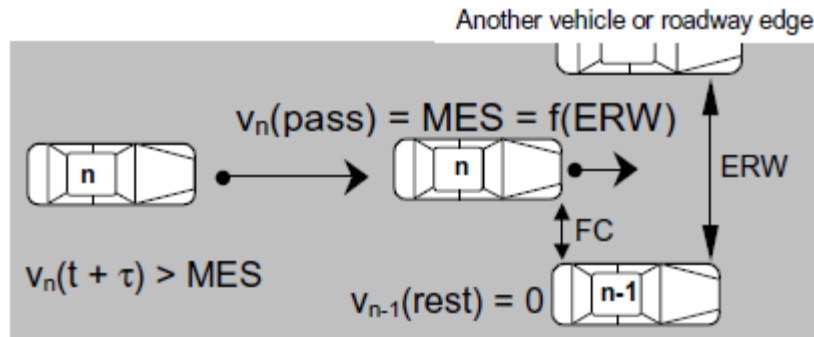 Another vehicle or roadway edge
vₙ(pass) = MES = f(ERW)
n
n
ERW
FC
vₙ(t + τ) > MES
vₙ₋₁(rest) = 0
n-1